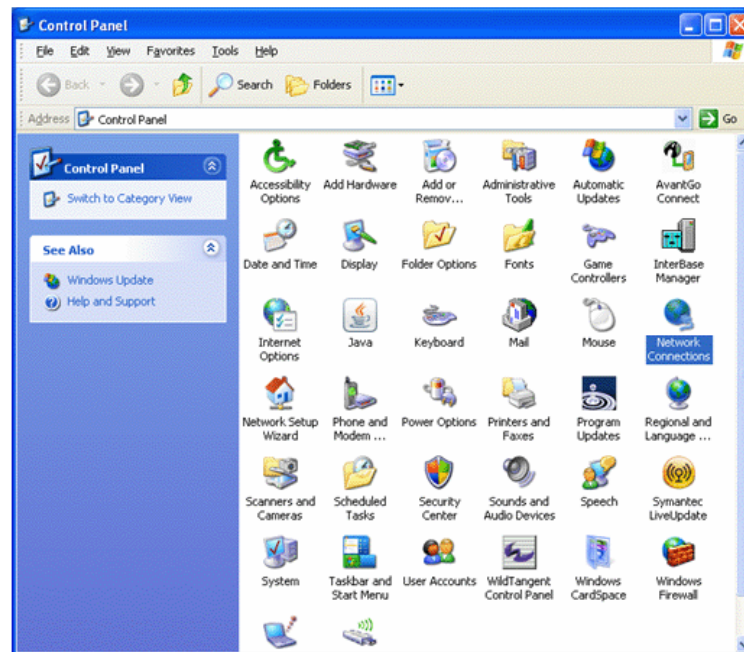 Control Panel
File Edit View Favorites Tools Help
Back Search Folders
Address Control Panel Go
Control Panel
Switch to Category View
See Also
Windows Update
Help and Support
Accessibility Options
Add Hardware
Add or Remov...
Administrative Tools
Automatic Updates
AvantGo Connect
Date and Time
Display
Folder Options
Fonts
Game Controllers
InterBase Manager
Internet Options
Java
Keyboard
Mail
Mouse
Network Connections
Network Setup Wizard
Phone and Modem ...
Power Options
Printers and Faxes
Program Updates
Regional and Language ...
Scanners and Cameras
Scheduled Tasks
Security Center
Sounds and Audio Devices
Speech
Symantec LiveUpdate
System
Taskbar and Start Menu
User Accounts
WildTangent Control Panel
Windows CardSpace
Windows Firewall